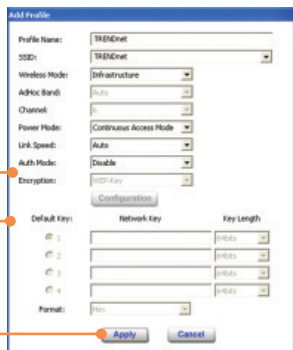 Add Profile
Profile Name: TRENDnet
SSID: TRENDnet
Wireless Mode: Infrastructure
AdHoc Band: Auto
Channel: 6
Power Mode: Continuous Access Mode
Link Speed: Auto
Auth Mode: Disable
Encryption: WEP-Key
Configuration
Default Key: Network Key Key Length
1 64bits
2 64bits
3 64bits
4 64bits
Format: Hex
Apply Cancel